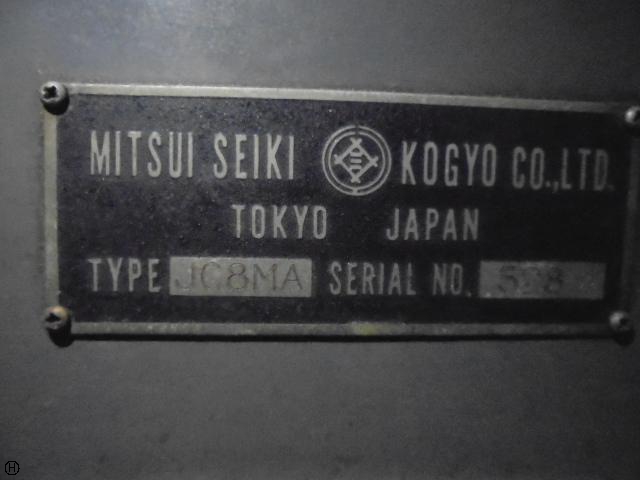 MITSUI SEIKI KOGYO CO.,LTD.
TOKYO JAPAN
TYPE JC8MA SERIAL NO.
H